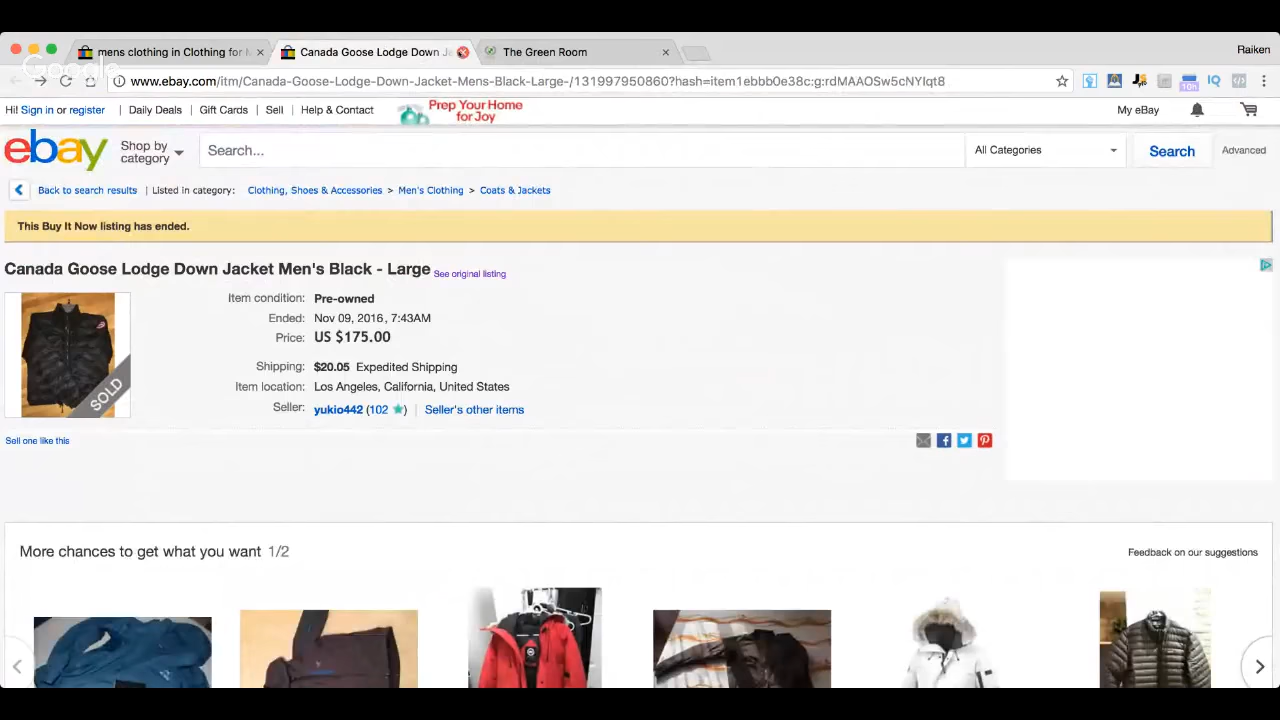 mens clothing in Clothing for M
Canada Goose Lodge Down J
The Green Room
Raiken
Google
www.ebay.com/itm/Canada-Goose-Lodge-Down-Jacket-Mens-Black-Large-/131997950860?hash=item1ebbb0e38c:g:rdMAAOSw5cNYIqt8
10h
Hi! Sign in or register
Daily Deals
Gift Cards
Sell
Help & Contact
Prep Your Home
for Joy
My eBay
ebay
Shop by
category
Search...
All Categories
Search
Advanced
Back to search results
Listed in category:
Clothing, Shoes & Accessories > Men's Clothing > Coats & Jackets
This Buy It Now listing has ended.
Canada Goose Lodge Down Jacket Men's Black - Large See original listing
SOLD
Item condition: Pre-owned
Ended: Nov 09, 2016 , 7:43AM
Price: US $175.00
Shipping: $20.05 Expedited Shipping
Item location: Los Angeles, California, United States
Seller: yukio442 (102 ) | Seller's other items
Sell one like this
More chances to get what you want 1/2
Feedback on our suggestions